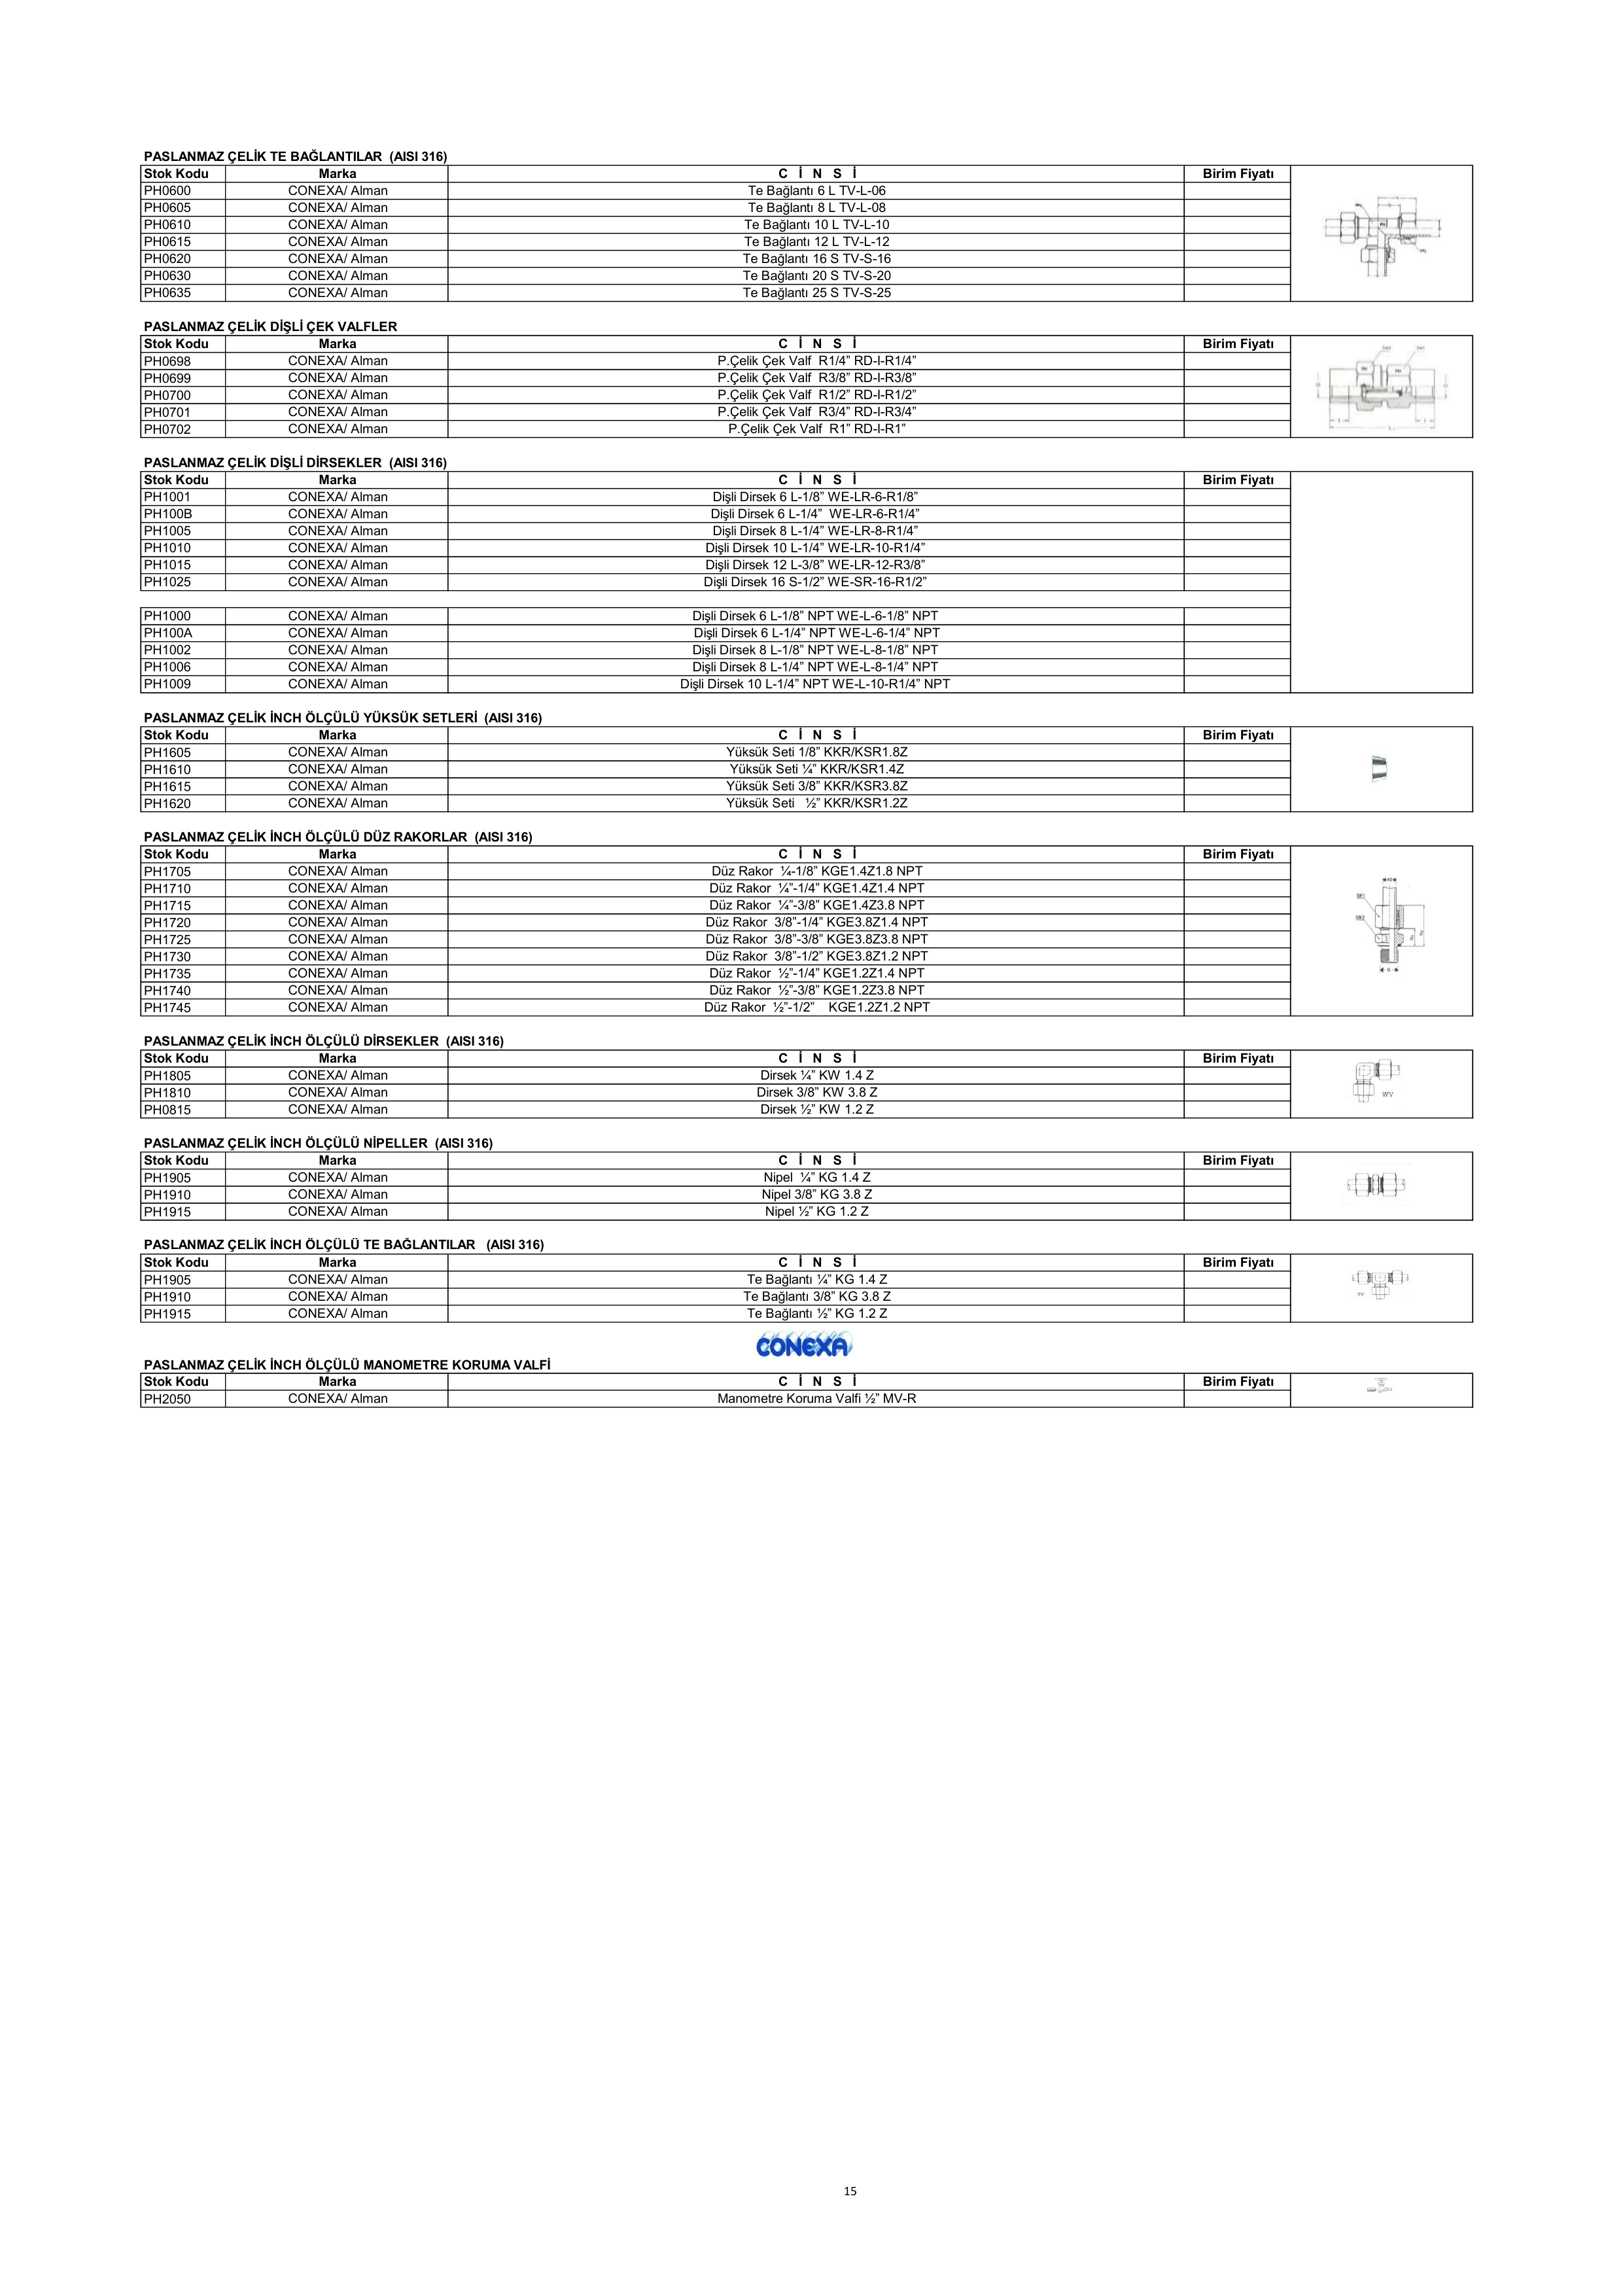 PASLANMAZ ÇELİK TE BAĞLANTILAR (AISI 316)
Stok Kodu Marka C İ N S İ Birim Fiyatı
PH0600 CONEXA/ Alman Te Bağlantı 6 L TV-L-06
PH0605 CONEXA/ Alman Te Bağlantı 8 L TV-L-08
PH0610 CONEXA/ Alman Te Bağlantı 10 L TV-L-10
PH0615 CONEXA/ Alman Te Bağlantı 12 L TV-L-12
PH0620 CONEXA/ Alman Te Bağlantı 16 S TV-S-16
PH0630 CONEXA/ Alman Te Bağlantı 20 S TV-S-20
PH0635 CONEXA/ Alman Te Bağlantı 25 S TV-S-25
PASLANMAZ ÇELİK DİŞLİ ÇEK VALFLER
Stok Kodu Marka C İ N S İ Birim Fiyatı
PH0698 CONEXA/ Alman P.Çelik Çek Valf R1/4” RD-I-R1/4”
PH0699 CONEXA/ Alman P.Çelik Çek Valf R3/8” RD-I-R3/8”
PH0700 CONEXA/ Alman P.Çelik Çek Valf R1/2” RD-I-R1/2”
PH0701 CONEXA/ Alman P.Çelik Çek Valf R3/4” RD-I-R3/4”
PH0702 CONEXA/ Alman P.Çelik Çek Valf R1” RD-I-R1”
PASLANMAZ ÇELİK DİŞLİ DİRSEKLER (AISI 316)
Stok Kodu Marka C İ N S İ Birim Fiyatı
PH1001 CONEXA/ Alman Dişli Dirsek 6 L-1/8” WE-LR-6-R1/8”
PH100B CONEXA/ Alman Dişli Dirsek 6 L-1/4” WE-LR-6-R1/4”
PH1005 CONEXA/ Alman Dişli Dirsek 8 L-1/4” WE-LR-8-R1/4”
PH1010 CONEXA/ Alman Dişli Dirsek 10 L-1/4” WE-LR-10-R1/4”
PH1015 CONEXA/ Alman Dişli Dirsek 12 L-3/8” WE-LR-12-R3/8”
PH1025 CONEXA/ Alman Dişli Dirsek 16 S-1/2” WE-SR-16-R1/2”
PH1000 CONEXA/ Alman Dişli Dirsek 6 L-1/8” NPT WE-L-6-1/8” NPT
PH100A CONEXA/ Alman Dişli Dirsek 6 L-1/4” NPT WE-L-6-1/4” NPT
PH1002 CONEXA/ Alman Dişli Dirsek 8 L-1/8” NPT WE-L-8-1/8” NPT
PH1006 CONEXA/ Alman Dişli Dirsek 8 L-1/4” NPT WE-L-8-1/4” NPT
PH1009 CONEXA/ Alman Dişli Dirsek 10 L-1/4” NPT WE-L-10-R1/4” NPT
PASLANMAZ ÇELİK İNCH ÖLÇÜLÜ YÜKSÜK SETLERİ (AISI 316)
Stok Kodu Marka C İ N S İ Birim Fiyatı
PH1605 CONEXA/ Alman Yüksük Seti 1/8” KKR/KSR1.8Z
PH1610 CONEXA/ Alman Yüksük Seti ¼” KKR/KSR1.4Z
PH1615 CONEXA/ Alman Yüksük Seti 3/8” KKR/KSR3.8Z
PH1620 CONEXA/ Alman Yüksük Seti ½” KKR/KSR1.2Z
PASLANMAZ ÇELİK İNCH ÖLÇÜLÜ DÜZ RAKORLAR (AISI 316)
Stok Kodu Marka C İ N S İ Birim Fiyatı
PH1705 CONEXA/ Alman Düz Rakor ¼-1/8” KGE1.4Z1.8 NPT
PH1710 CONEXA/ Alman Düz Rakor ¼”-1/4” KGE1.4Z1.4 NPT
PH1715 CONEXA/ Alman Düz Rakor ¼”-3/8” KGE1.4Z3.8 NPT
PH1720 CONEXA/ Alman Düz Rakor 3/8”-1/4” KGE3.8Z1.4 NPT
PH1725 CONEXA/ Alman Düz Rakor 3/8”-3/8” KGE3.8Z3.8 NPT
PH1730 CONEXA/ Alman Düz Rakor 3/8”-1/2” KGE3.8Z1.2 NPT
PH1735 CONEXA/ Alman Düz Rakor ½”-1/4” KGE1.2Z1.4 NPT
PH1740 CONEXA/ Alman Düz Rakor ½”-3/8” KGE1.2Z3.8 NPT
PH1745 CONEXA/ Alman Düz Rakor ½”-1/2” KGE1.2Z1.2 NPT
PASLANMAZ ÇELİK İNCH ÖLÇÜLÜ DİRSEKLER (AISI 316)
Stok Kodu Marka C İ N S İ Birim Fiyatı
PH1805 CONEXA/ Alman Dirsek ¼” KW 1.4 Z
PH1810 CONEXA/ Alman Dirsek 3/8” KW 3.8 Z
PH0815 CONEXA/ Alman Dirsek ½” KW 1.2 Z
WV
PASLANMAZ ÇELİK İNCH ÖLÇÜLÜ NİPELLER (AISI 316)
Stok Kodu Marka C İ N S İ Birim Fiyatı
PH1905 CONEXA/ Alman Nipel ¼” KG 1.4 Z
PH1910 CONEXA/ Alman Nipel 3/8” KG 3.8 Z
PH1915 CONEXA/ Alman Nipel ½” KG 1.2 Z
PASLANMAZ ÇELİK İNCH ÖLÇÜLÜ TE BAĞLANTILAR (AISI 316)
Stok Kodu Marka C İ N S İ Birim Fiyatı
PH1905 CONEXA/ Alman Te Bağlantı ¼” KG 1.4 Z
PH1910 CONEXA/ Alman Te Bağlantı 3/8” KG 3.8 Z
PH1915 CONEXA/ Alman Te Bağlantı ½” KG 1.2 Z
CONEXA
PASLANMAZ ÇELİK İNCH ÖLÇÜLÜ MANOMETRE KORUMA VALFİ
Stok Kodu Marka C İ N S İ Birim Fiyatı
PH2050 CONEXA/ Alman Manometre Koruma Valfi ½” MV-R
15